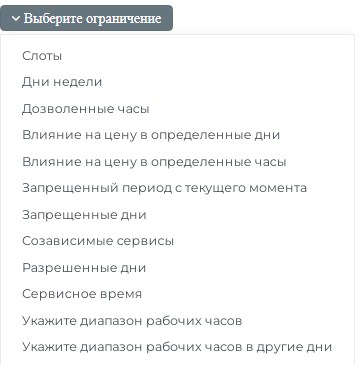 Выберите ограничение
Слоты
Дни недели
Дозволенные часы
Влияние на цену в определенные дни
Влияние на цену в определенные часы
Запрещенный период с текущего момента
Запрещенные дни
Созависимые сервисы
Разрешенные дни
Сервисное время
Укажите диапазон рабочих часов
Укажите диапазон рабочих часов в другие дни